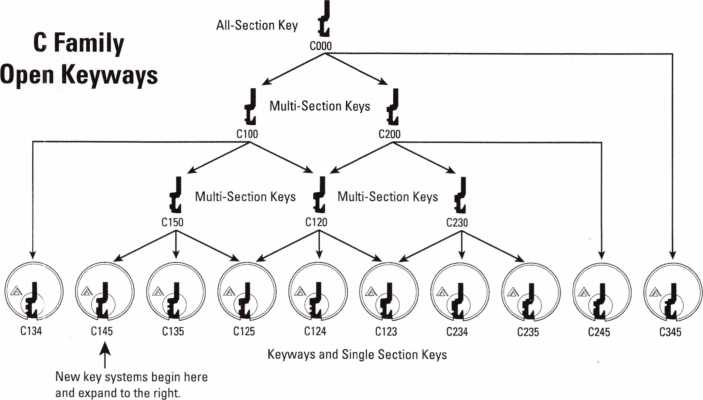 C Family
Open Keyways
All-Section Key
C000
Multi-Section Keys
C100
C200
Multi-Section Keys
Multi-Section Keys
C150
C120
C230
C134
C145
C135
C125
C124
C123
C234
C235
C245
C345
Keyways and Single Section Keys
New key systems begin here
and expand to the right.